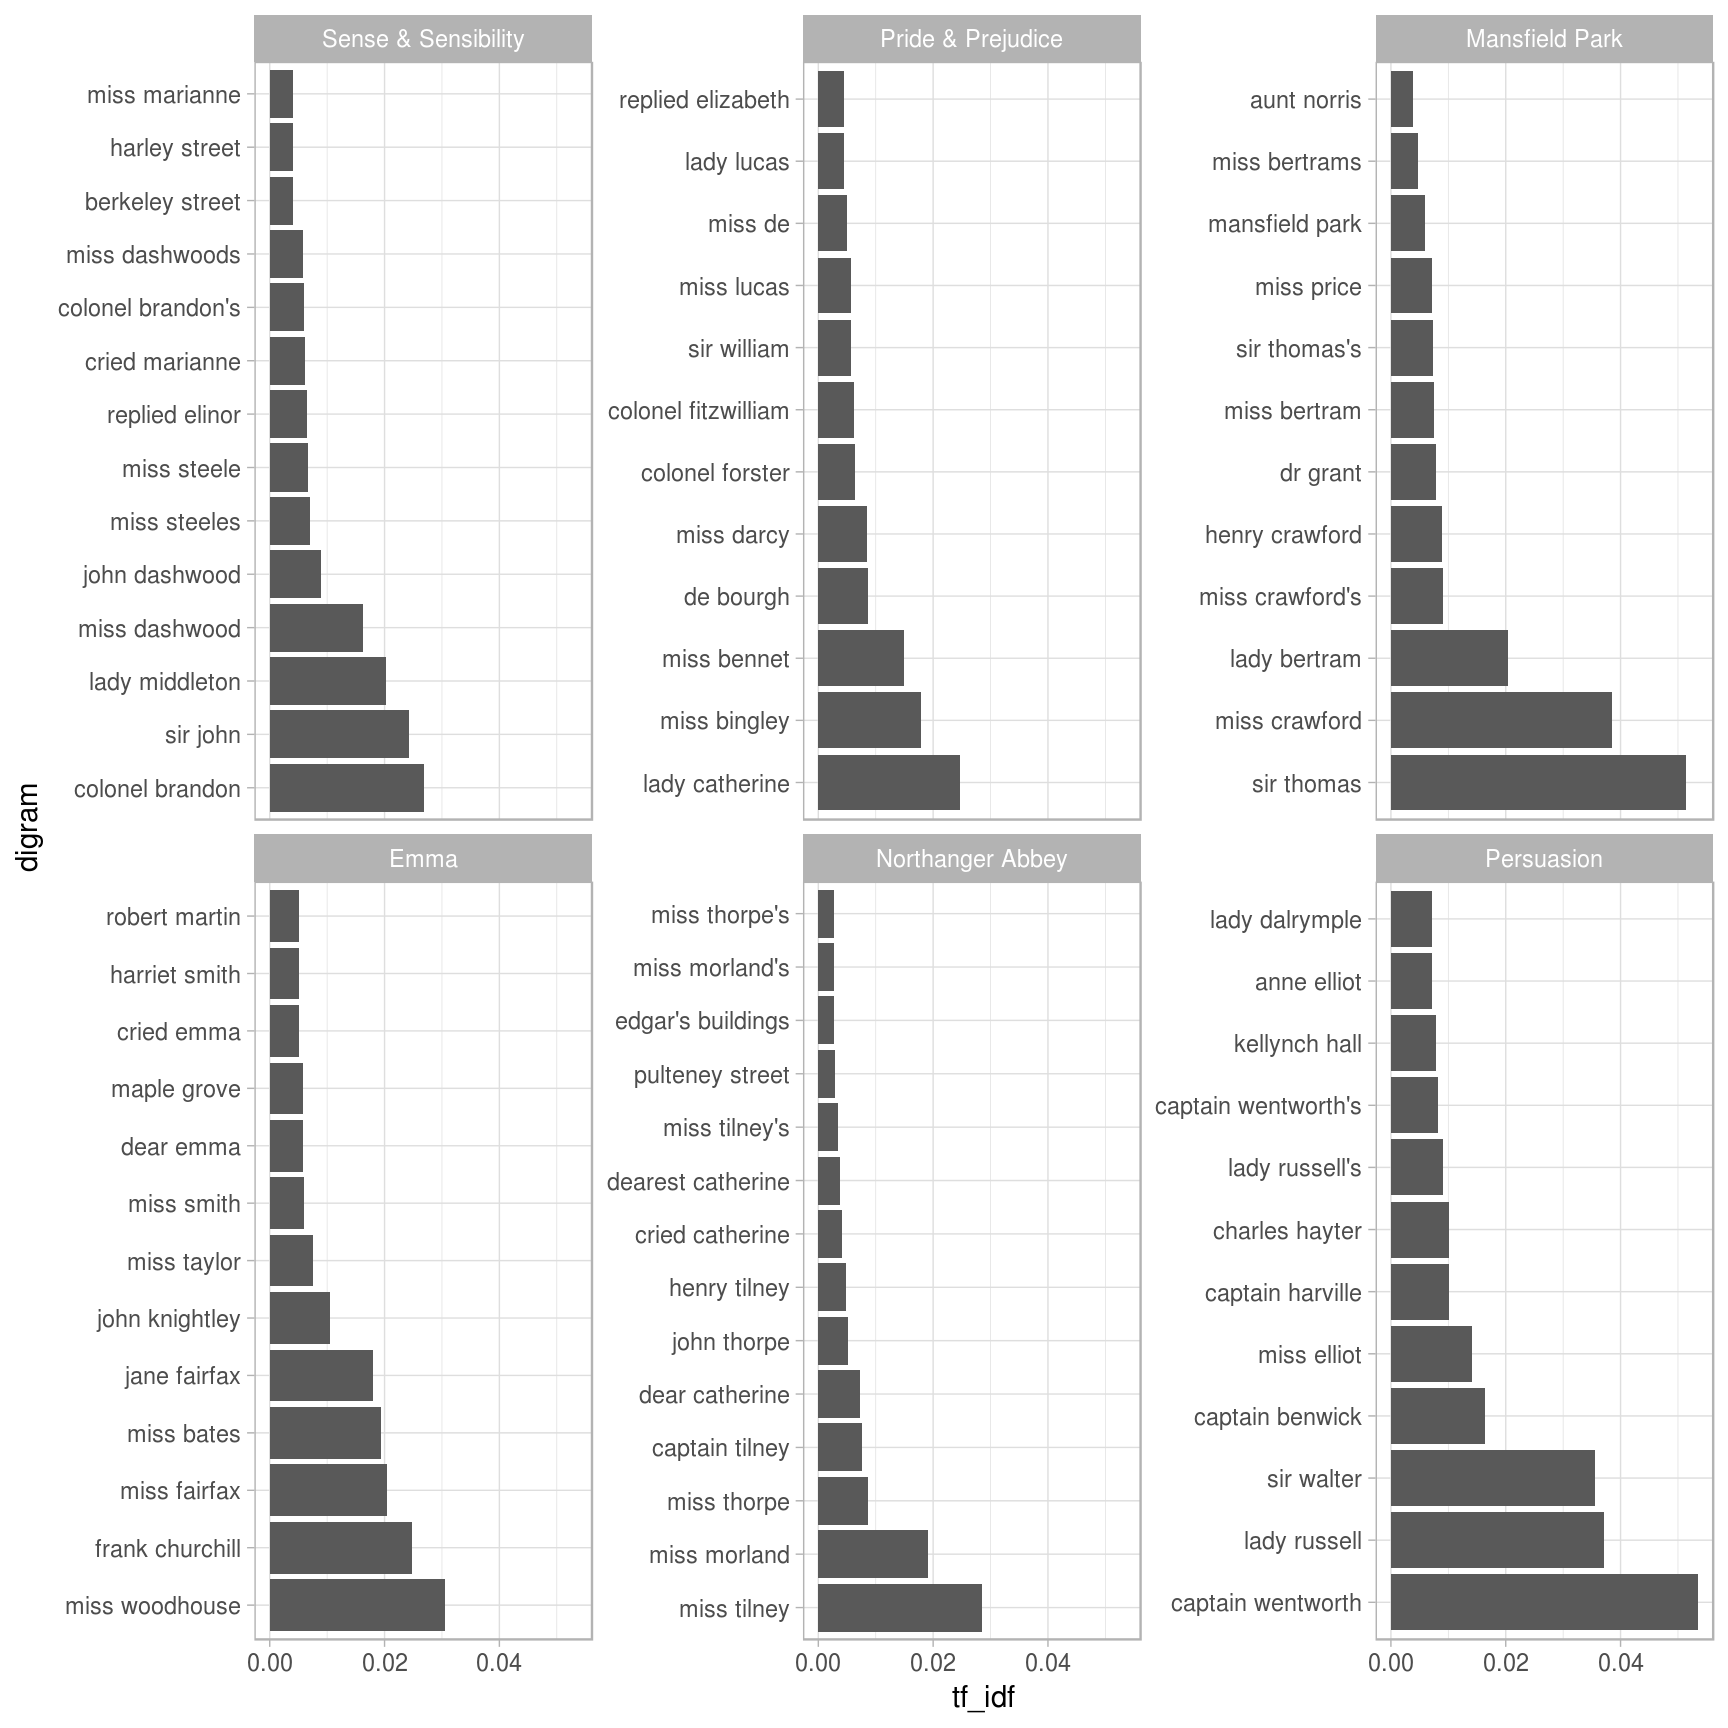 Sense & Sensibility
miss marianne
harley street
berkeley street
miss dashwoods
colonel brandon's
cried marianne
replied elinor
miss steele
miss steeles
john dashwood
miss dashwood
lady middleton
sir john
colonel brandon
Pride & Prejudice
replied elizabeth
lady lucas
miss de
miss lucas
sir william
colonel fitzwilliam
colonel forster
miss darcy
de bourgh
miss bennet
miss bingley
lady catherine
Mansfield Park
aunt norris
miss bertrams
mansfield park
miss price
sir thomas's
miss bertram
dr grant
henry crawford
miss crawford's
lady bertram
miss crawford
sir thomas
digram
Emma
robert martin
harriet smith
cried emma
maple grove
dear emma
miss smith
miss taylor
john knightley
jane fairfax
miss bates
miss fairfax
frank churchill
miss woodhouse
0.00 0.02 0.04
Northanger Abbey
miss thorpe's
miss morland's
edgar's buildings
pulteney street
miss tilney's
dearest catherine
cried catherine
henry tilney
john thorpe
dear catherine
captain tilney
miss thorpe
miss morland
miss tilney
0.00 0.02 0.04
Persuasion
lady dalrymple
anne elliot
kellynch hall
captain wentworth's
lady russell's
charles hayter
captain harville
miss elliot
captain benwick
sir walter
lady russell
captain wentworth
0.00 0.02 0.04
tf_idf